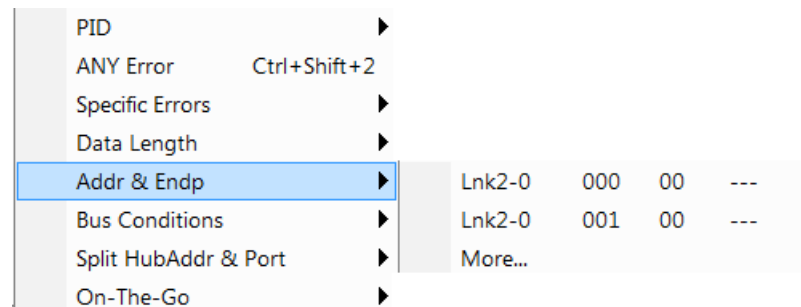 PID
ANY Error Ctrl+Shift+2
Specific Errors
Data Length
Addr & Endp
Lnk2-0 000 00 ---
Bus Conditions
Lnk2-0 001 00 ---
Split HubAddr & Port
More...
On-The-Go